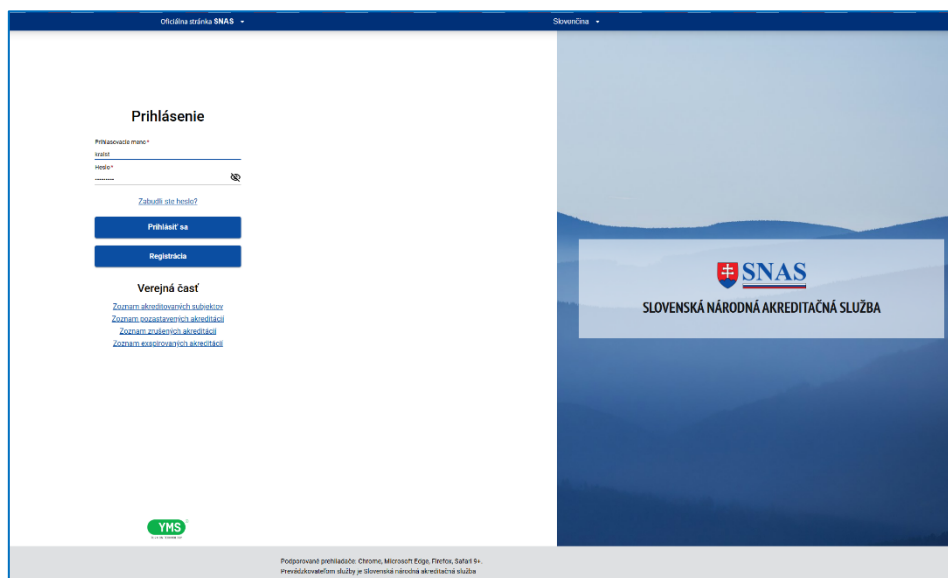 Oficiálna stránka SNAS
Slovenčina
Prihlásenie
Prihlasovacie meno *
Heslo *
Zabudli ste heslo?
Prihlásiť sa
Registrácia
Verejná časť
Zoznam akreditovaných subjektov
Zoznam pozastavených akreditácií
Zoznam zrušených akreditácií
Zoznam exspirovaných akreditácií
SNAS
SLOVENSKÁ NÁRODNÁ AKREDITAČNÁ SLUŽBA
YMS
Podporované prehliadače: Chrome, Microsoft Edge, Firefox, Safari 9+.
Prevádzkovateľom služby je Slovenská národná akreditačná služba